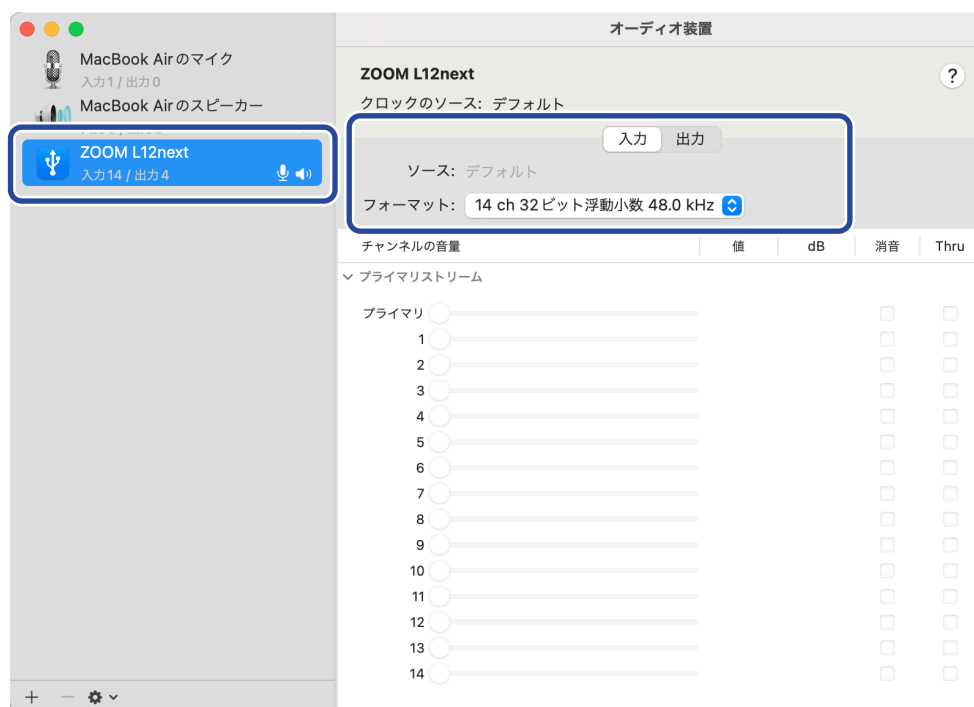 オーディオ装置
MacBook Airのマイク
入力1 / 出力0
MacBook Airのスピーカー
ZOOM L12next
入力14 / 出力4
ZOOM L12next
?
クロックのソース: デフォルト
入力 出力
ソース: デフォルト
フォーマット: 14 ch 32ビット浮動小数 48.0 kHz
チャンネルの音量 値 dB 消音 Thru
プライマリストリーム
プライマリ
1
2
3
4
5
6
7
8
9
10
11
12
13
14